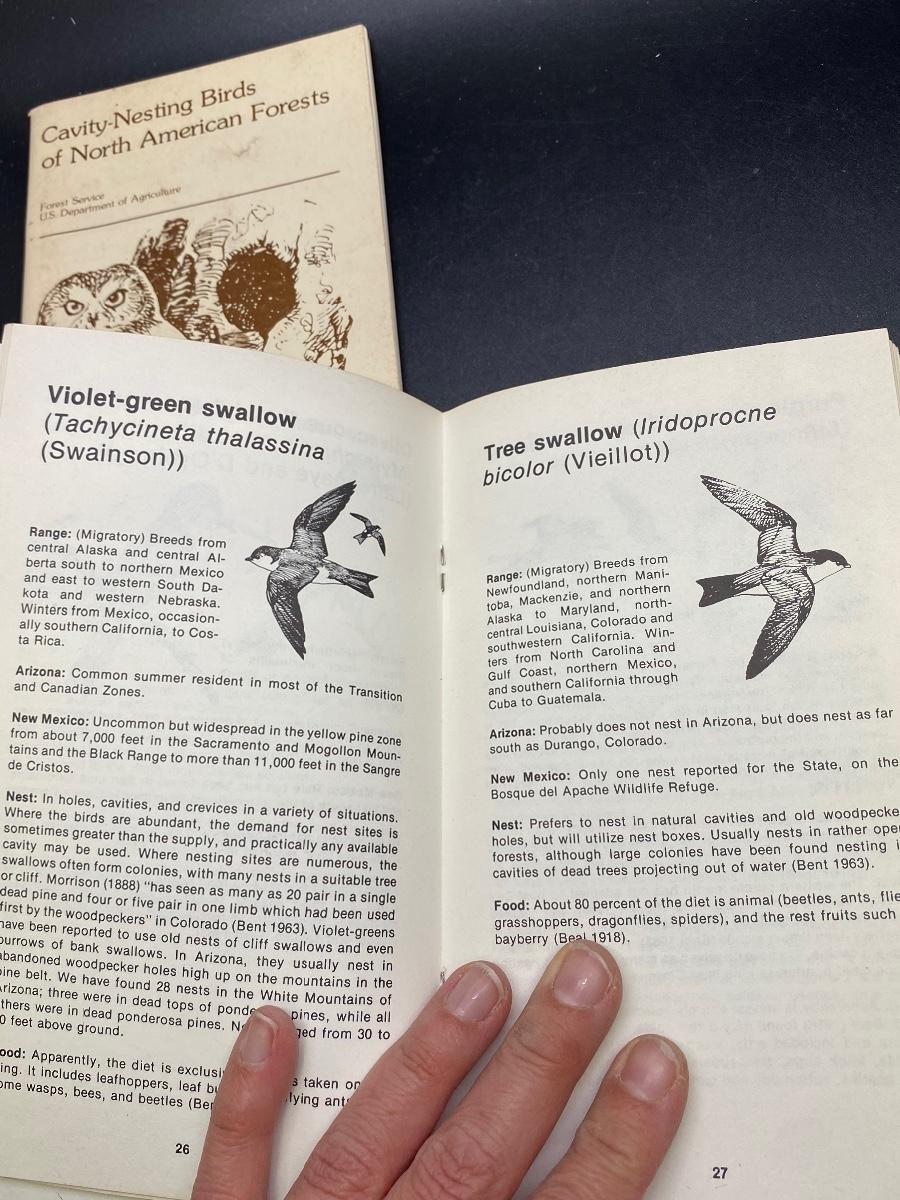 Cavity-Nesting Birds
of North American Forests
Forest Service
U.S. Department of Agriculture
Violet-green swallow
(Tachycineta thalassina
(Swainson))
Range: (Migratory) Breeds from
central Alaska and central Al-
berta south to northern Mexico
and east to western South Da-
kota and western Nebraska.
Winters from Mexico, occasion-
ally southern California, to Cos-
ta Rica.
Arizona: Common summer resident in most of the Transition
and Canadian Zones.
New Mexico: Uncommon but widespread in the yellow pine zone
from about 7,000 feet in the Sacramento and Mogollon Moun-
tains and the Black Range to more than 11,000 feet in the Sangre
de Cristos.
Nest: In holes, cavities, and crevices in a variety of situations.
Where the birds are abundant, the demand for nest sites is
sometimes greater than the supply, and practically any available
cavity may be used. Where nesting sites are numerous, the
swallows often form colonies, with many nests in a suitable tree
or cliff. Morrison (1888) "has seen as many as 20 pair in a single
dead pine and four or five pair in one limb which had been used
first by the woodpeckers" in Colorado (Bent 1963). Violet-greens
have been reported to use old nests of cliff swallows and even
burrows of bank swallows. In Arizona, they usually nest in
abandoned woodpecker holes high up on the mountains in the
pine belt. We have found 28 nests in the White Mountains of
Arizona; three were in dead tops of pines, while all
others were in dead ponderosa pines. from 30 to
0 feet above ground.
ood: Apparently, the diet is taken on
ing. It includes leafhoppers, leaf lying ants
ome wasps, bees, and beetles
26
Tree swallow (Iridoprocne
bicolor (Vieillot))
Range: (Migratory) Breeds from
Newfoundland, northern Mani-
toba, Mackenzie, and northern
Alaska to Maryland, north-
central Louisiana, Colorado and
southwestern California. Win-
ters from North Carolina and
Gulf Coast, northern Mexico,
and southern California through
Cuba to Guatemala.
Arizona: Probably does not nest in Arizona, but does nest as far
south as Durango, Colorado.
New Mexico: Only one nest reported for the State, on the
Bosque del Apache Wildlife Refuge.
Nest: Prefers to nest in natural cavities and old woodpecke
holes, but will utilize nest boxes. Usually nests in rather ope
forests, although large colonies have been found nesting i
cavities of dead trees projecting out of water (Bent 1963).
Food: About 80 percent of the diet is animal (beetles, ants, flie
grasshoppers, dragonflies, spiders), and the rest fruits such
bayberry (Beal 1918).
27